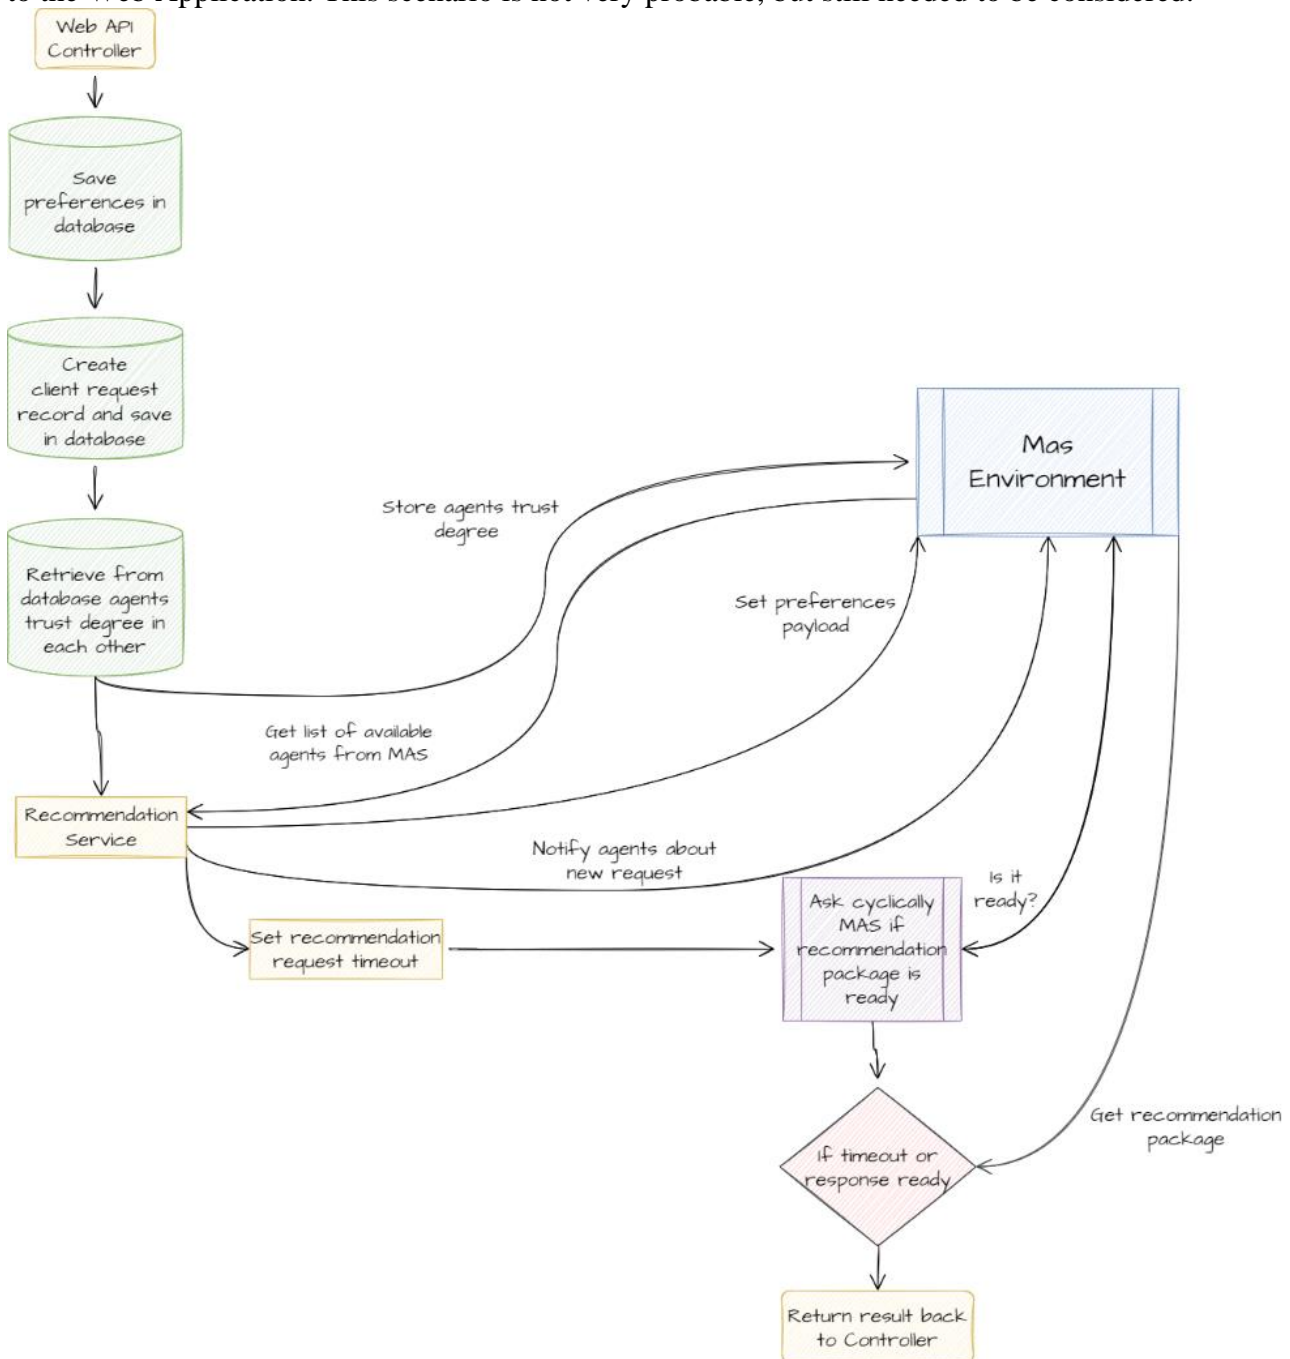 to the Web Application. This scenario is not very probable, but still needed to be considered.
Web API
Controller
Save
preferences in
database
Create
client request
record and save
in database
Mas
Environment
Store agents trust
degree
Retrieve from
database agents
trust degree in
each other
Set preferences
payload
Get list of available
agents from MAS
Recommendation
Service
Notify agents about
new request
Is it
ready?
Ask cyclically
MAS if
recommendation
package is
ready
Set recommendation
request timeout
Get recommendation
package
If timeout or
response ready
Return result back
to Controller